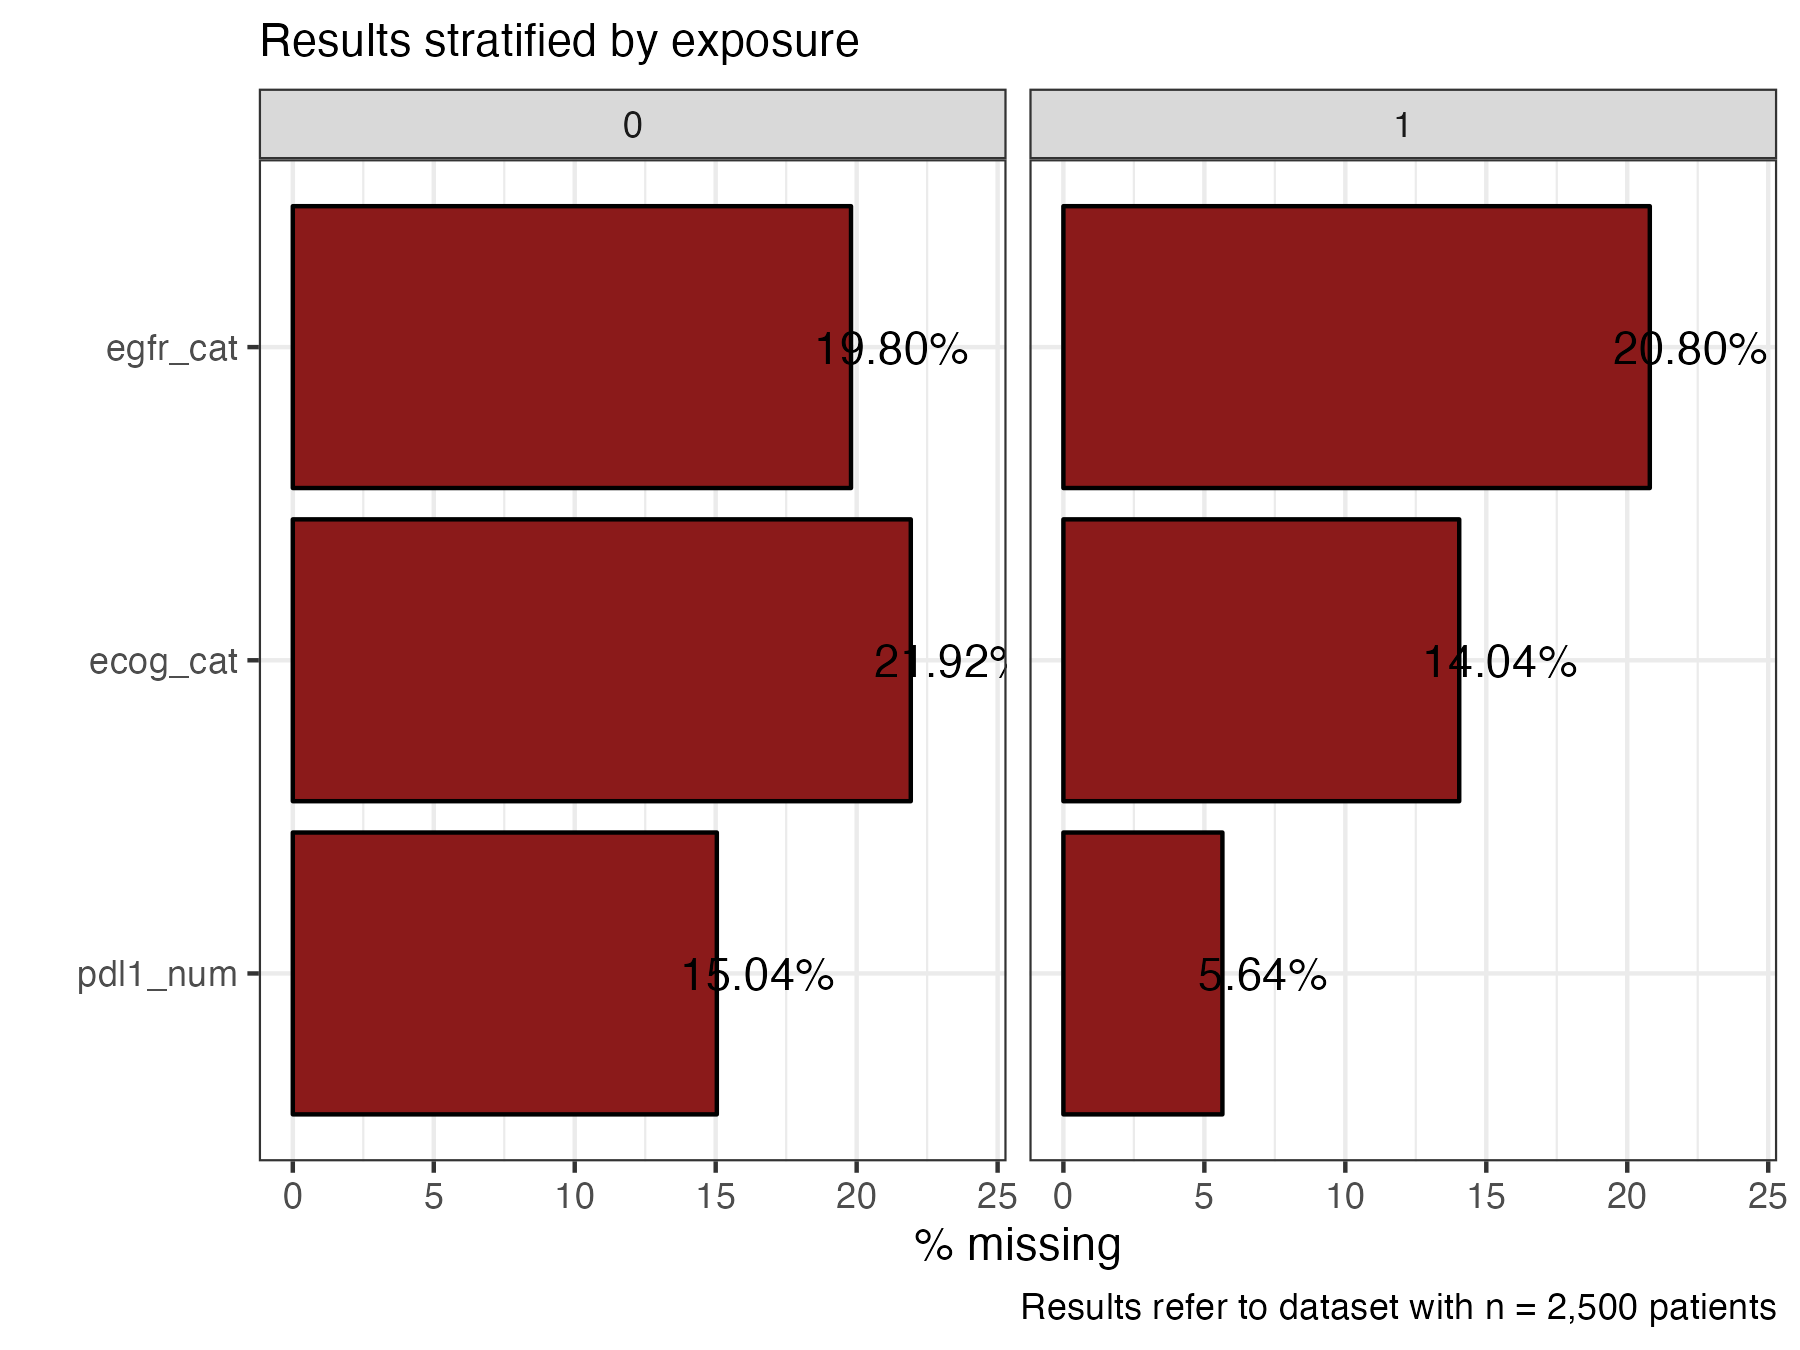 Results stratified by exposure
0 1
egfr_cat 19.80% 20.80%
ecog_cat 21.92% 14.04%
pdl1_num 15.04% 5.64%
0 5 10 15 20 25 0 5 10 15 20 25
% missing
Results refer to dataset with n = 2,500 patients